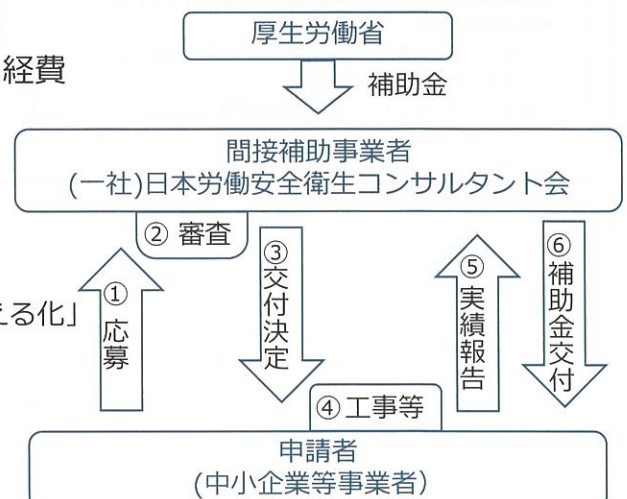 厚生労働省
経費
補助金
間接補助事業者
(一社)日本労働安全衛生コンサルタント会
② 審査
① 応募
③ 交付決定
⑤ 実績報告
⑥ 補助金交付
える化」
④ 工事等
申請者
(中小企業等事業者)